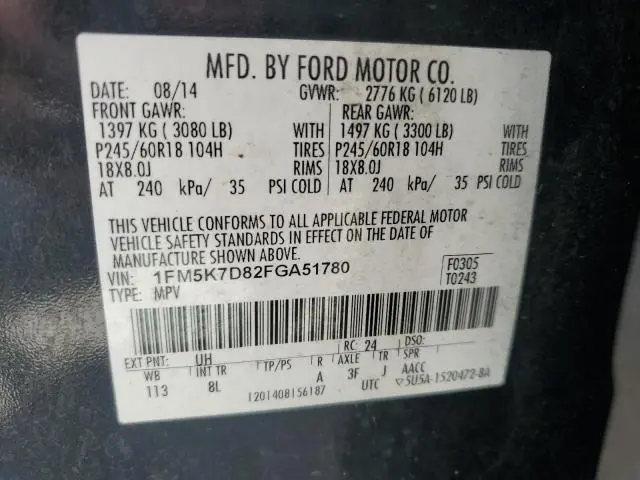 MFD. BY FORD MOTOR CO.
DATE: 08/14 GVWR: 2776 KG ( 6120 LB)
FRONT GAWR: REAR GAWR:
1397 KG ( 3080 LB) WITH 1497 KG ( 3300 LB) WITH
P245/60R18 104H TIRES P245/60R18 104H TIRES
18X8.0J RIMS 18X8.0J RIMS
AT 240 kPa/ 35 PSI COLD AT 240 kPa/ 35 PSI COLD
THIS VEHICLE CONFORMS TO ALL APPLICABLE FEDERAL MOTOR
VEHICLE SAFETY STANDARDS IN EFFECT ON THE DATE OF
MANUFACTURE SHOWN ABOVE.
VIN: 1FM5K7D82FGA51780 F0305
TYPE: MPV T0243
EXT PNT: UH RC: 24 DSO:
WB INT TR TP/PS R AXLE TR SPR
113 8L A 3F J AACC
1201408156187 UTC 5U5A-1520472-BA